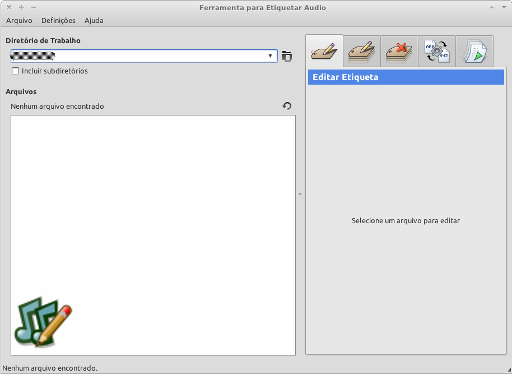 Ferramenta para Etiquetar Audio
Arquivo Definições Ajuda
Diretório de Trabalho
Incluir subdiretórios
Arquivos
Nenhum arquivo encontrado
Editar Etiqueta
Selecione um arquivo para editar
Nenhum arquivo encontrado.